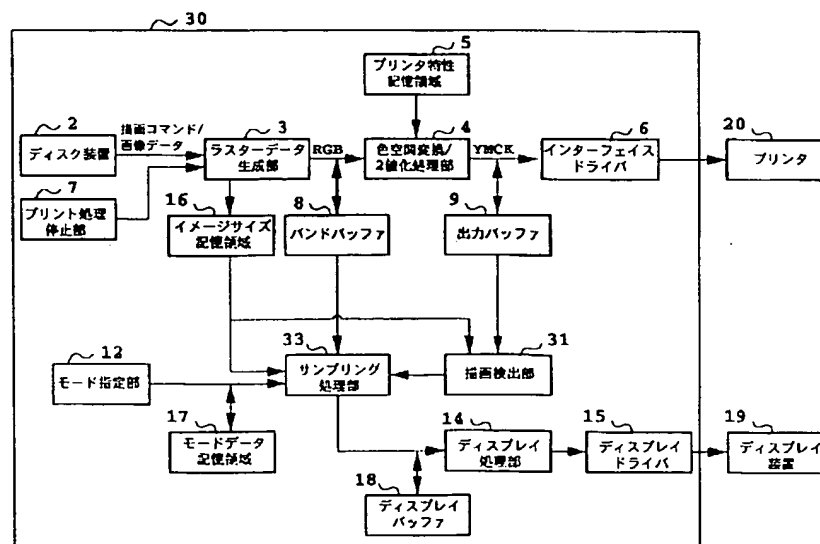 30
5
プリンタ特性
記憶領域
2
ディスク装置
描画コマンド/
画像データ
3
ラスターデータ
生成部
RGB
4
色空間変換/
2値化処理部
YMCK
6
インターフェイス
ドライバ
20
プリンタ
7
プリント処理
停止部
16
イメージサイズ
記憶領域
8
バンドバッファ
9
出力バッファ
12
モード指定部
33
サンプリング
処理部
31
描画検出部
17
モードデータ
記憶領域
14
ディスプレイ
処理部
15
ディスプレイ
ドライバ
19
ディスプレイ
装置
18
ディスプレイ
バッファ